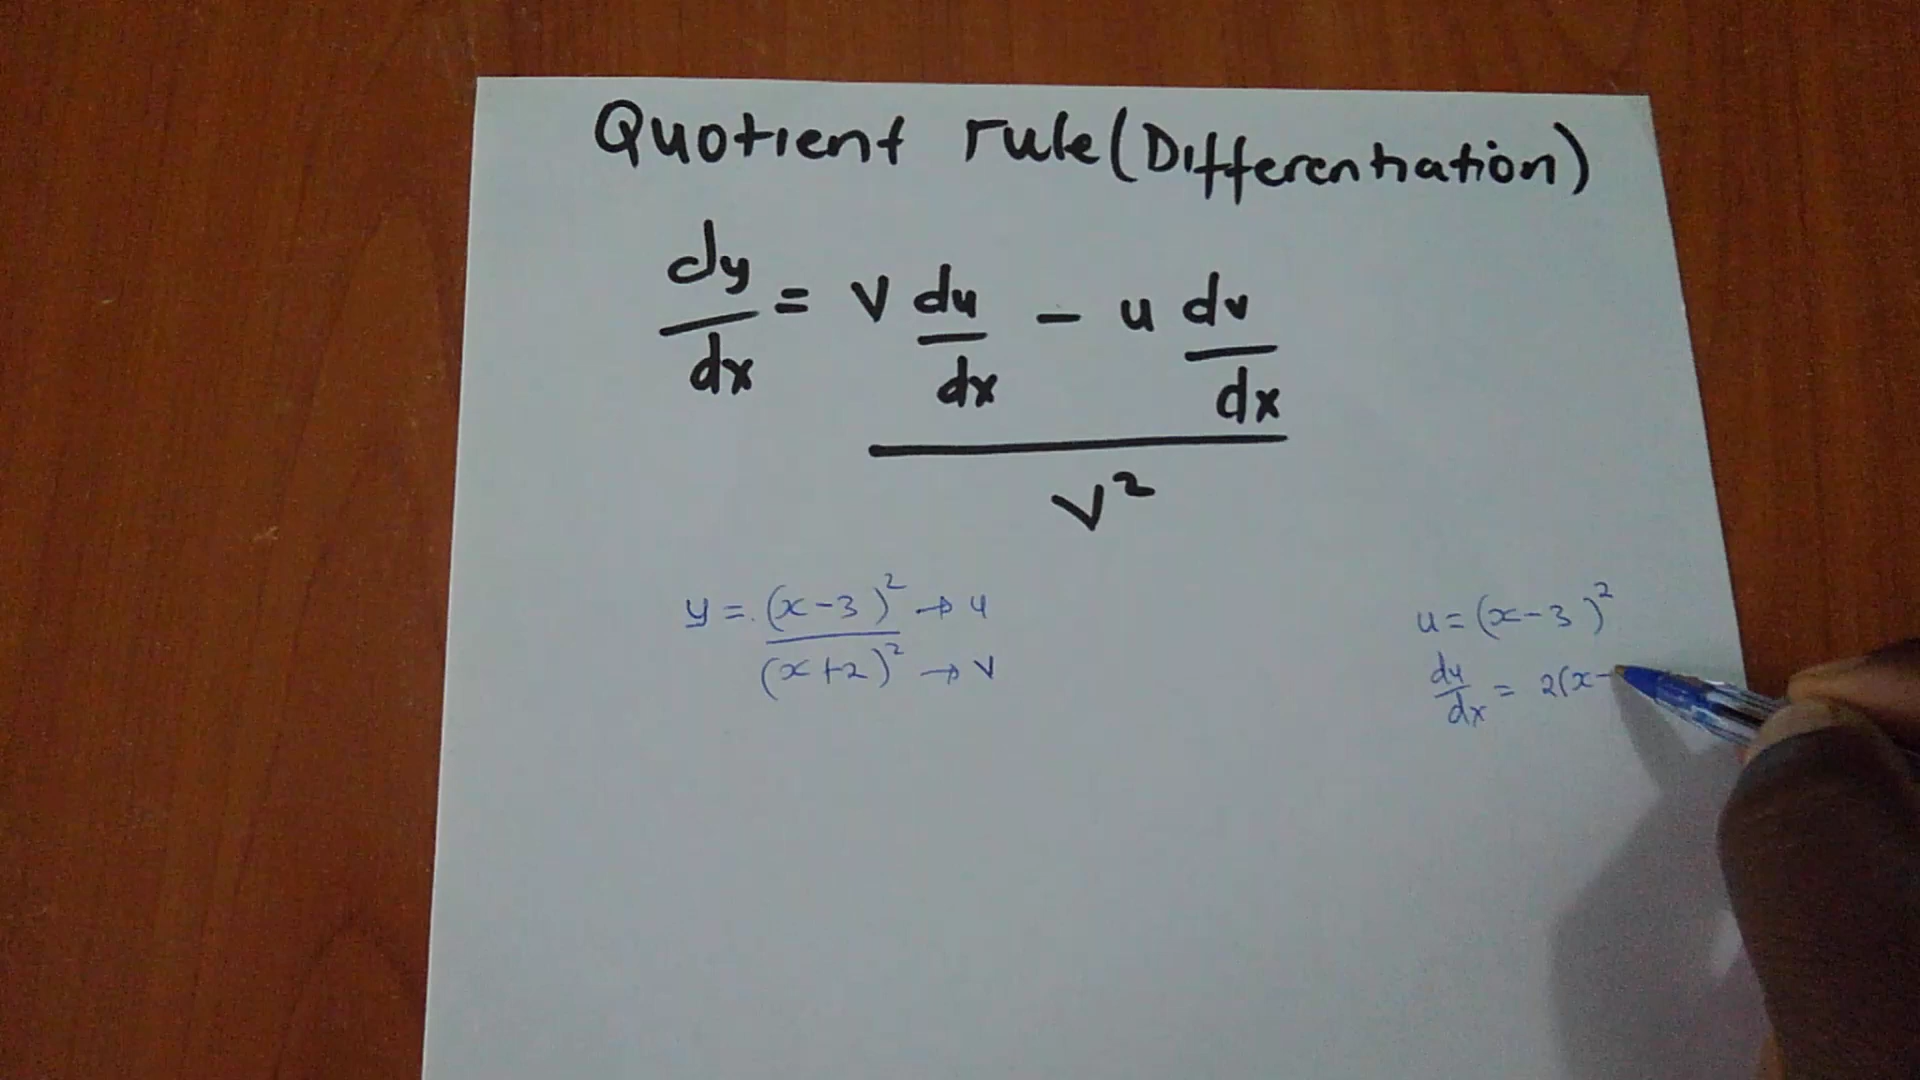 Quotient rule (Differentiation)
dy/dx = v du/dx - u dv/dx
v²
y = (x-3)² → u
(x+2)² → v
u = (x-3)²
du/dx = 2(x-